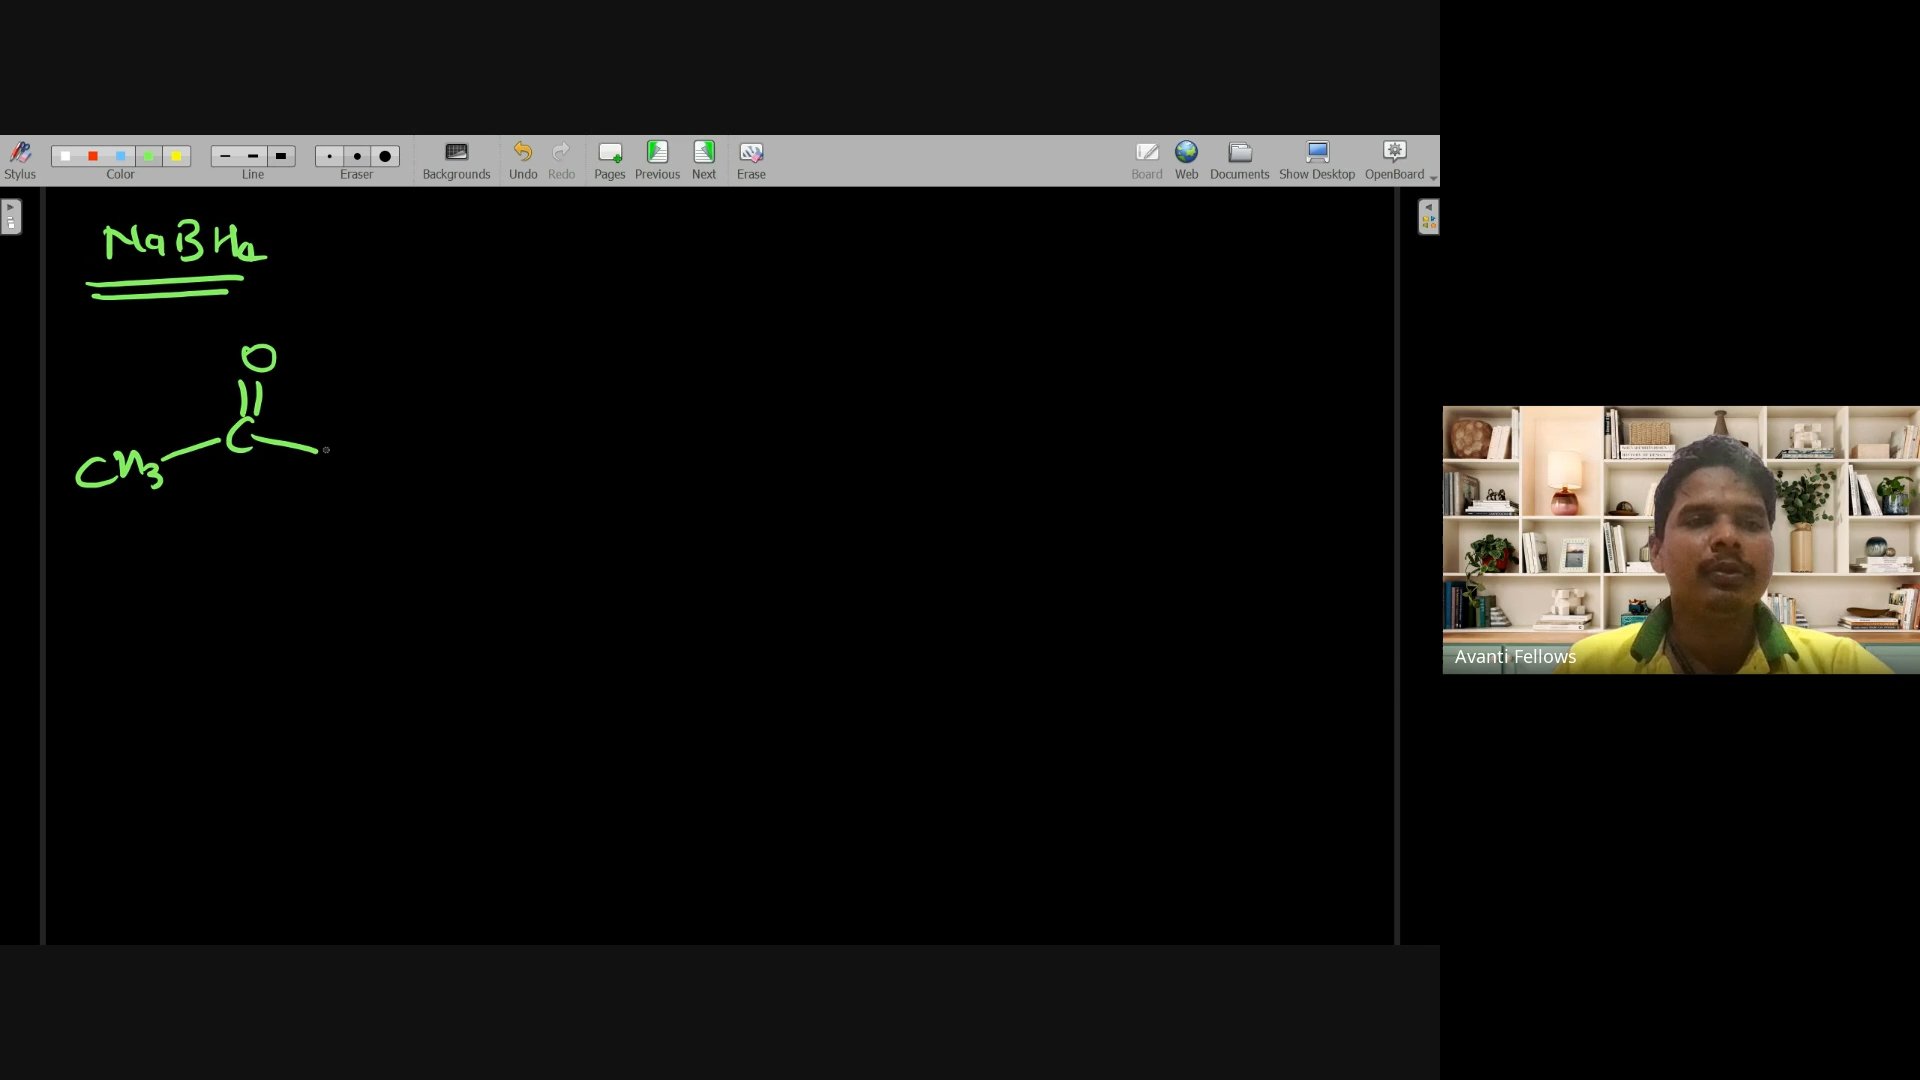 Stylus Color Line Eraser Backgrounds Undo Redo Pages Previous Next Erase Board Web Documents Show Desktop OpenBoard
NaBH4
O
C
CH3
Avanti Fellows